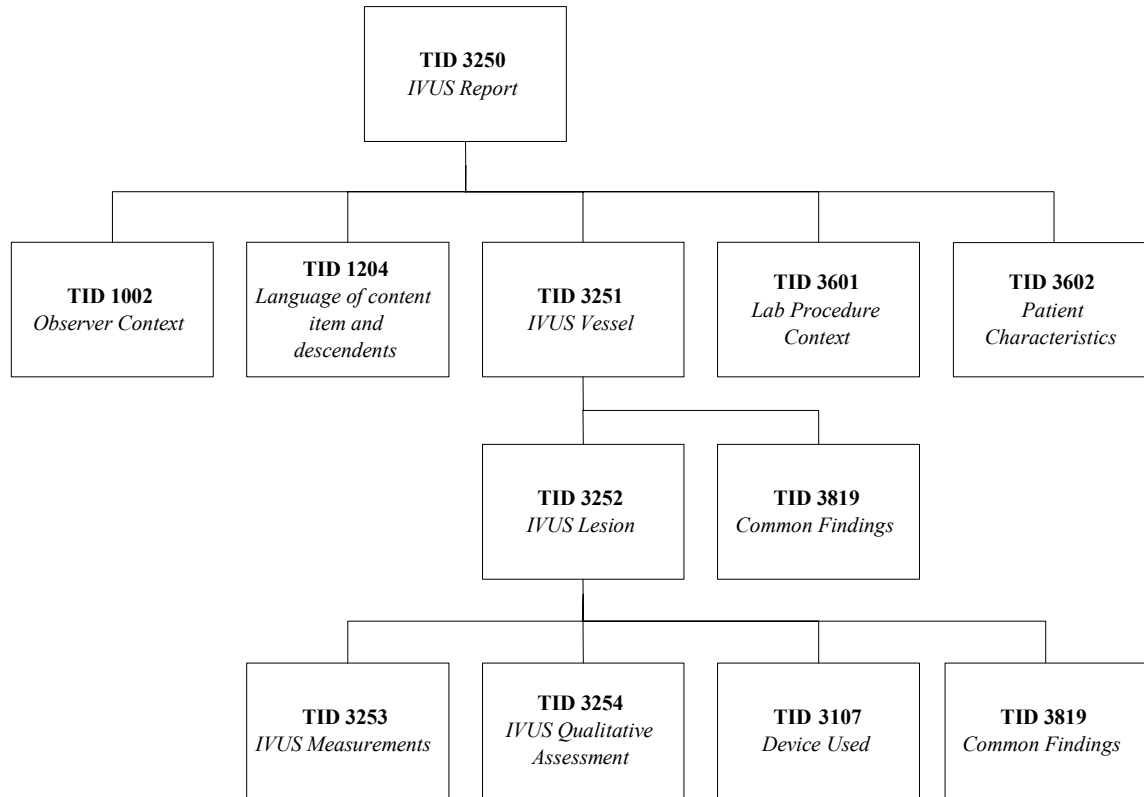 TID 3250
IVUS Report
TID 1002
Observer Context
TID 1204
Language of content
item and
descendents
TID 3251
IVUS Vessel
TID 3601
Lab Procedure
Context
TID 3602
Patient
Characteristics
TID 3252
IVUS Lesion
TID 3819
Common Findings
TID 3253
IVUS Measurements
TID 3254
IVUS Qualitative
Assessment
TID 3107
Device Used
TID 3819
Common Findings